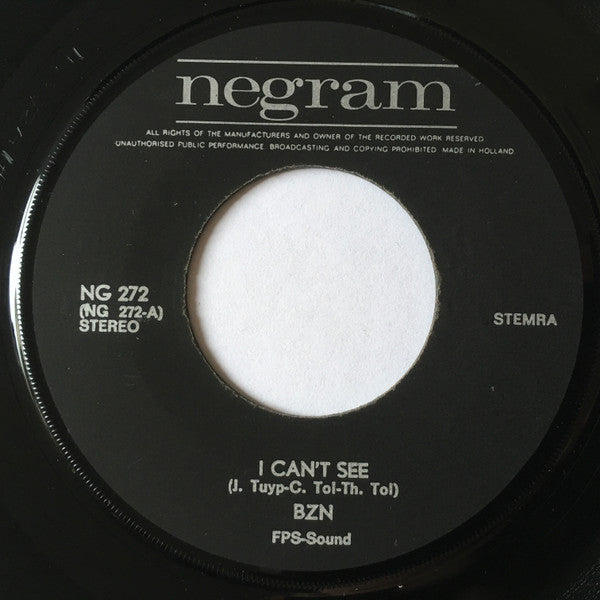 negram
ALL RIGHTS OF THE MANUFACTURERS AND OWNER OF THE RECORDED WORK RESERVED
UNAUTHORISED PUBLIC PERFORMANCE. BROADCASTING AND COPYING PROHIBITED. MADE IN HOLLAND.
NG 272
(NG 272-A)
STEREO
STEMRA
I CAN'T SEE
(J. Tuyp-C. Tol-Th. Tol)
BZN
FPS-Sound